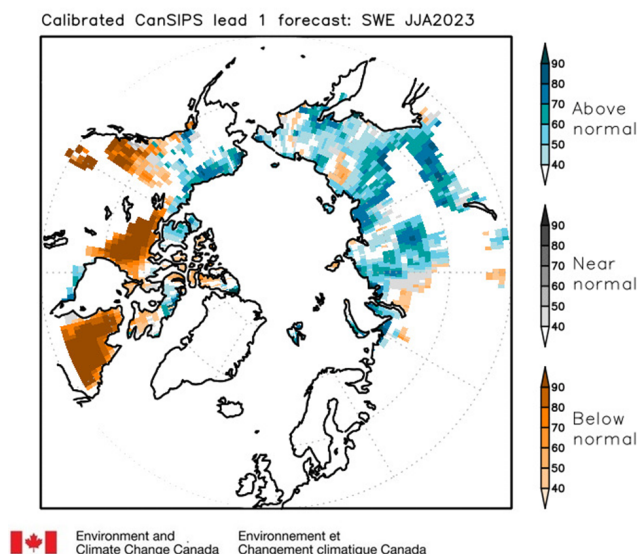 Calibrated CanSIPS lead 1 forecast: SWE JJA2023
90
80
70
60
50
40
Above
normal
90
80
70
60
50
40
Near
normal
90
80
70
60
50
40
Below
normal
Environment and
Climate Change Canada
Environnement et
Changement climatique Canada